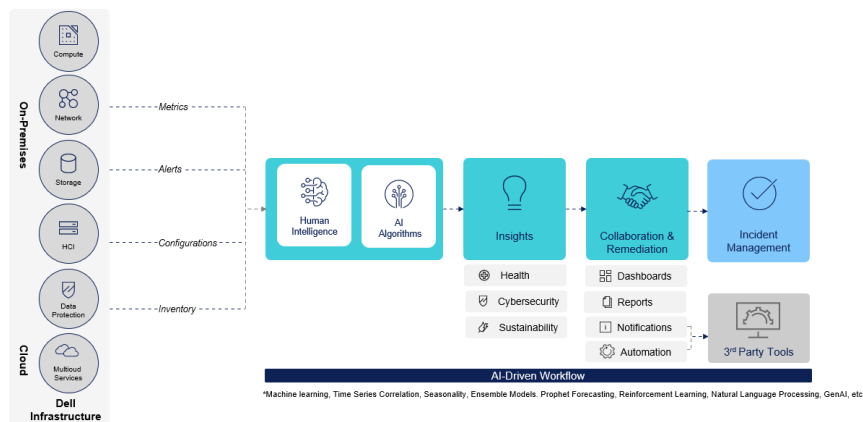 On-Premises
Compute
Network
Storage
HCI
Data
Protection
Cloud
Multioud
Services
Dell
Infrastructure
Metrics
Alerts
Configurations
Inventory
Human
Intelligence
AI
Algorithms
Insights
Health
Cybersecurity
Sustainability
Collaboration &
Remediation
Dashboards
Reports
Notifications
Automation
Incident
Management
3rd Party Tools
AI-Driven Workflow
*Machine learning, Time Series Correlation, Seasonality, Ensemble Models. Prophet Forecasting, Reinforcement Learning, Natural Language Processing, GenAI, etc